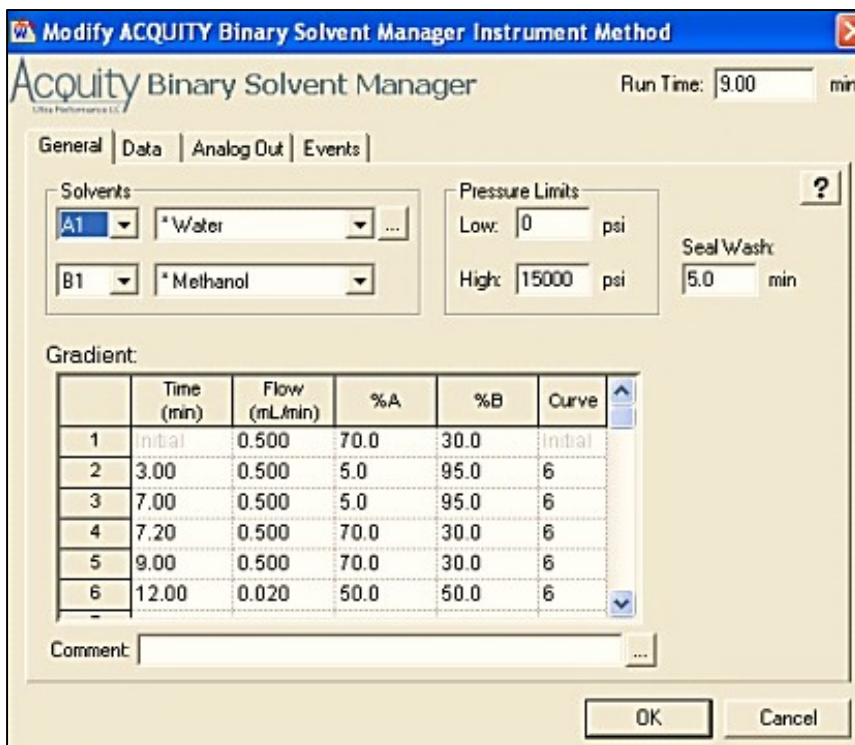 Modify ACQUITY Binary Solvent Manager Instrument Method
Acquity Binary Solvent Manager
Ultra Performance LC
Run Time: 9.00 min
General Data Analog Out Events
Solvents
A1 * Water ...
B1 * Methanol
Pressure Limits
Low: 0 psi
High: 15000 psi
?
Seal Wash:
5.0 min
Gradient:
Time (min) Flow (mL/min) %A %B Curve
1 Initial 0.500 70.0 30.0 Initial
2 3.00 0.500 5.0 95.0 6
3 7.00 0.500 5.0 95.0 6
4 7.20 0.500 70.0 30.0 6
5 9.00 0.500 70.0 30.0 6
6 12.00 0.020 50.0 50.0 6
Comment: ...
OK Cancel